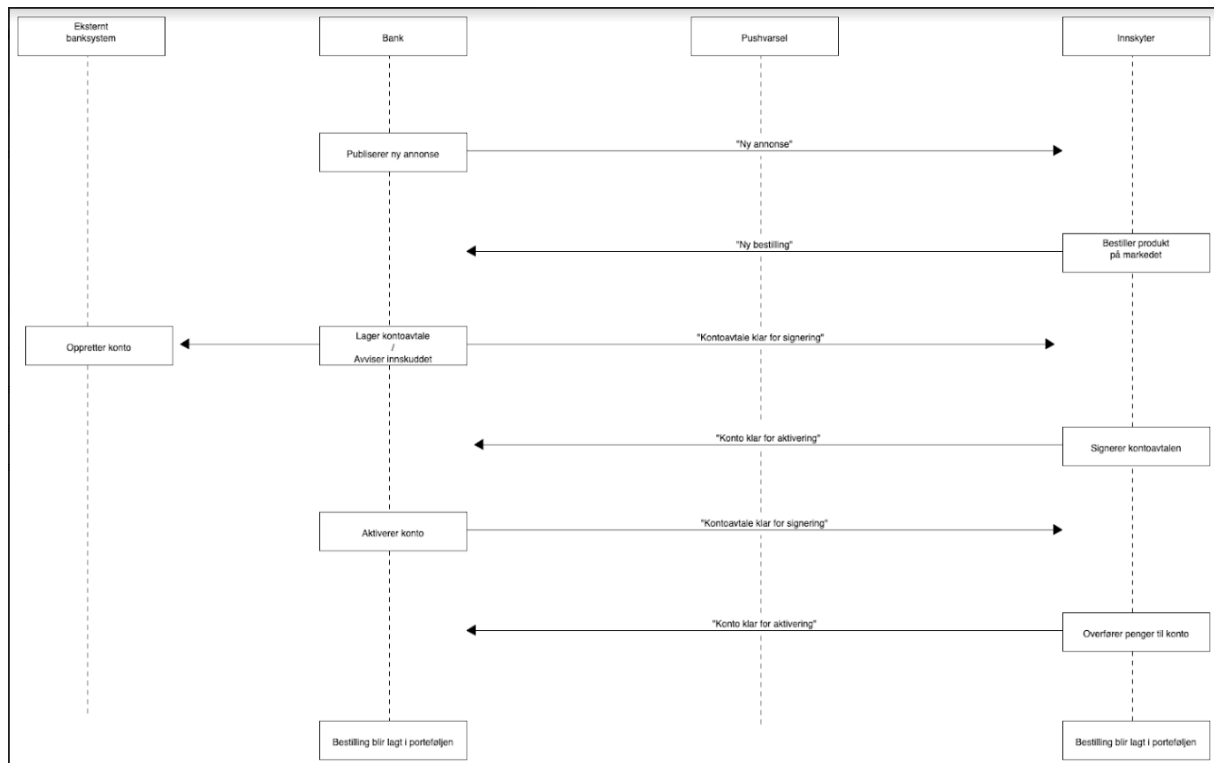 Eksternt
banksystem
Bank
Pushvarsel
Innskyter
Publiserer ny annonse
"Ny annonse"
"Ny bestilling"
Bestiller produkt
på markedet
Oppretter konto
Lager kontoavtale
/
Avviser innskuddet
"Kontoavtale klar for signering"
"Konto klar for aktivering"
Signerer kontoavtalen
Aktiverer konto
"Kontoavtale klar for signering"
"Konto klar for aktivering"
Overfører penger til konto
Bestilling blir lagt i porteføljen
Bestilling blir lagt i porteføljen